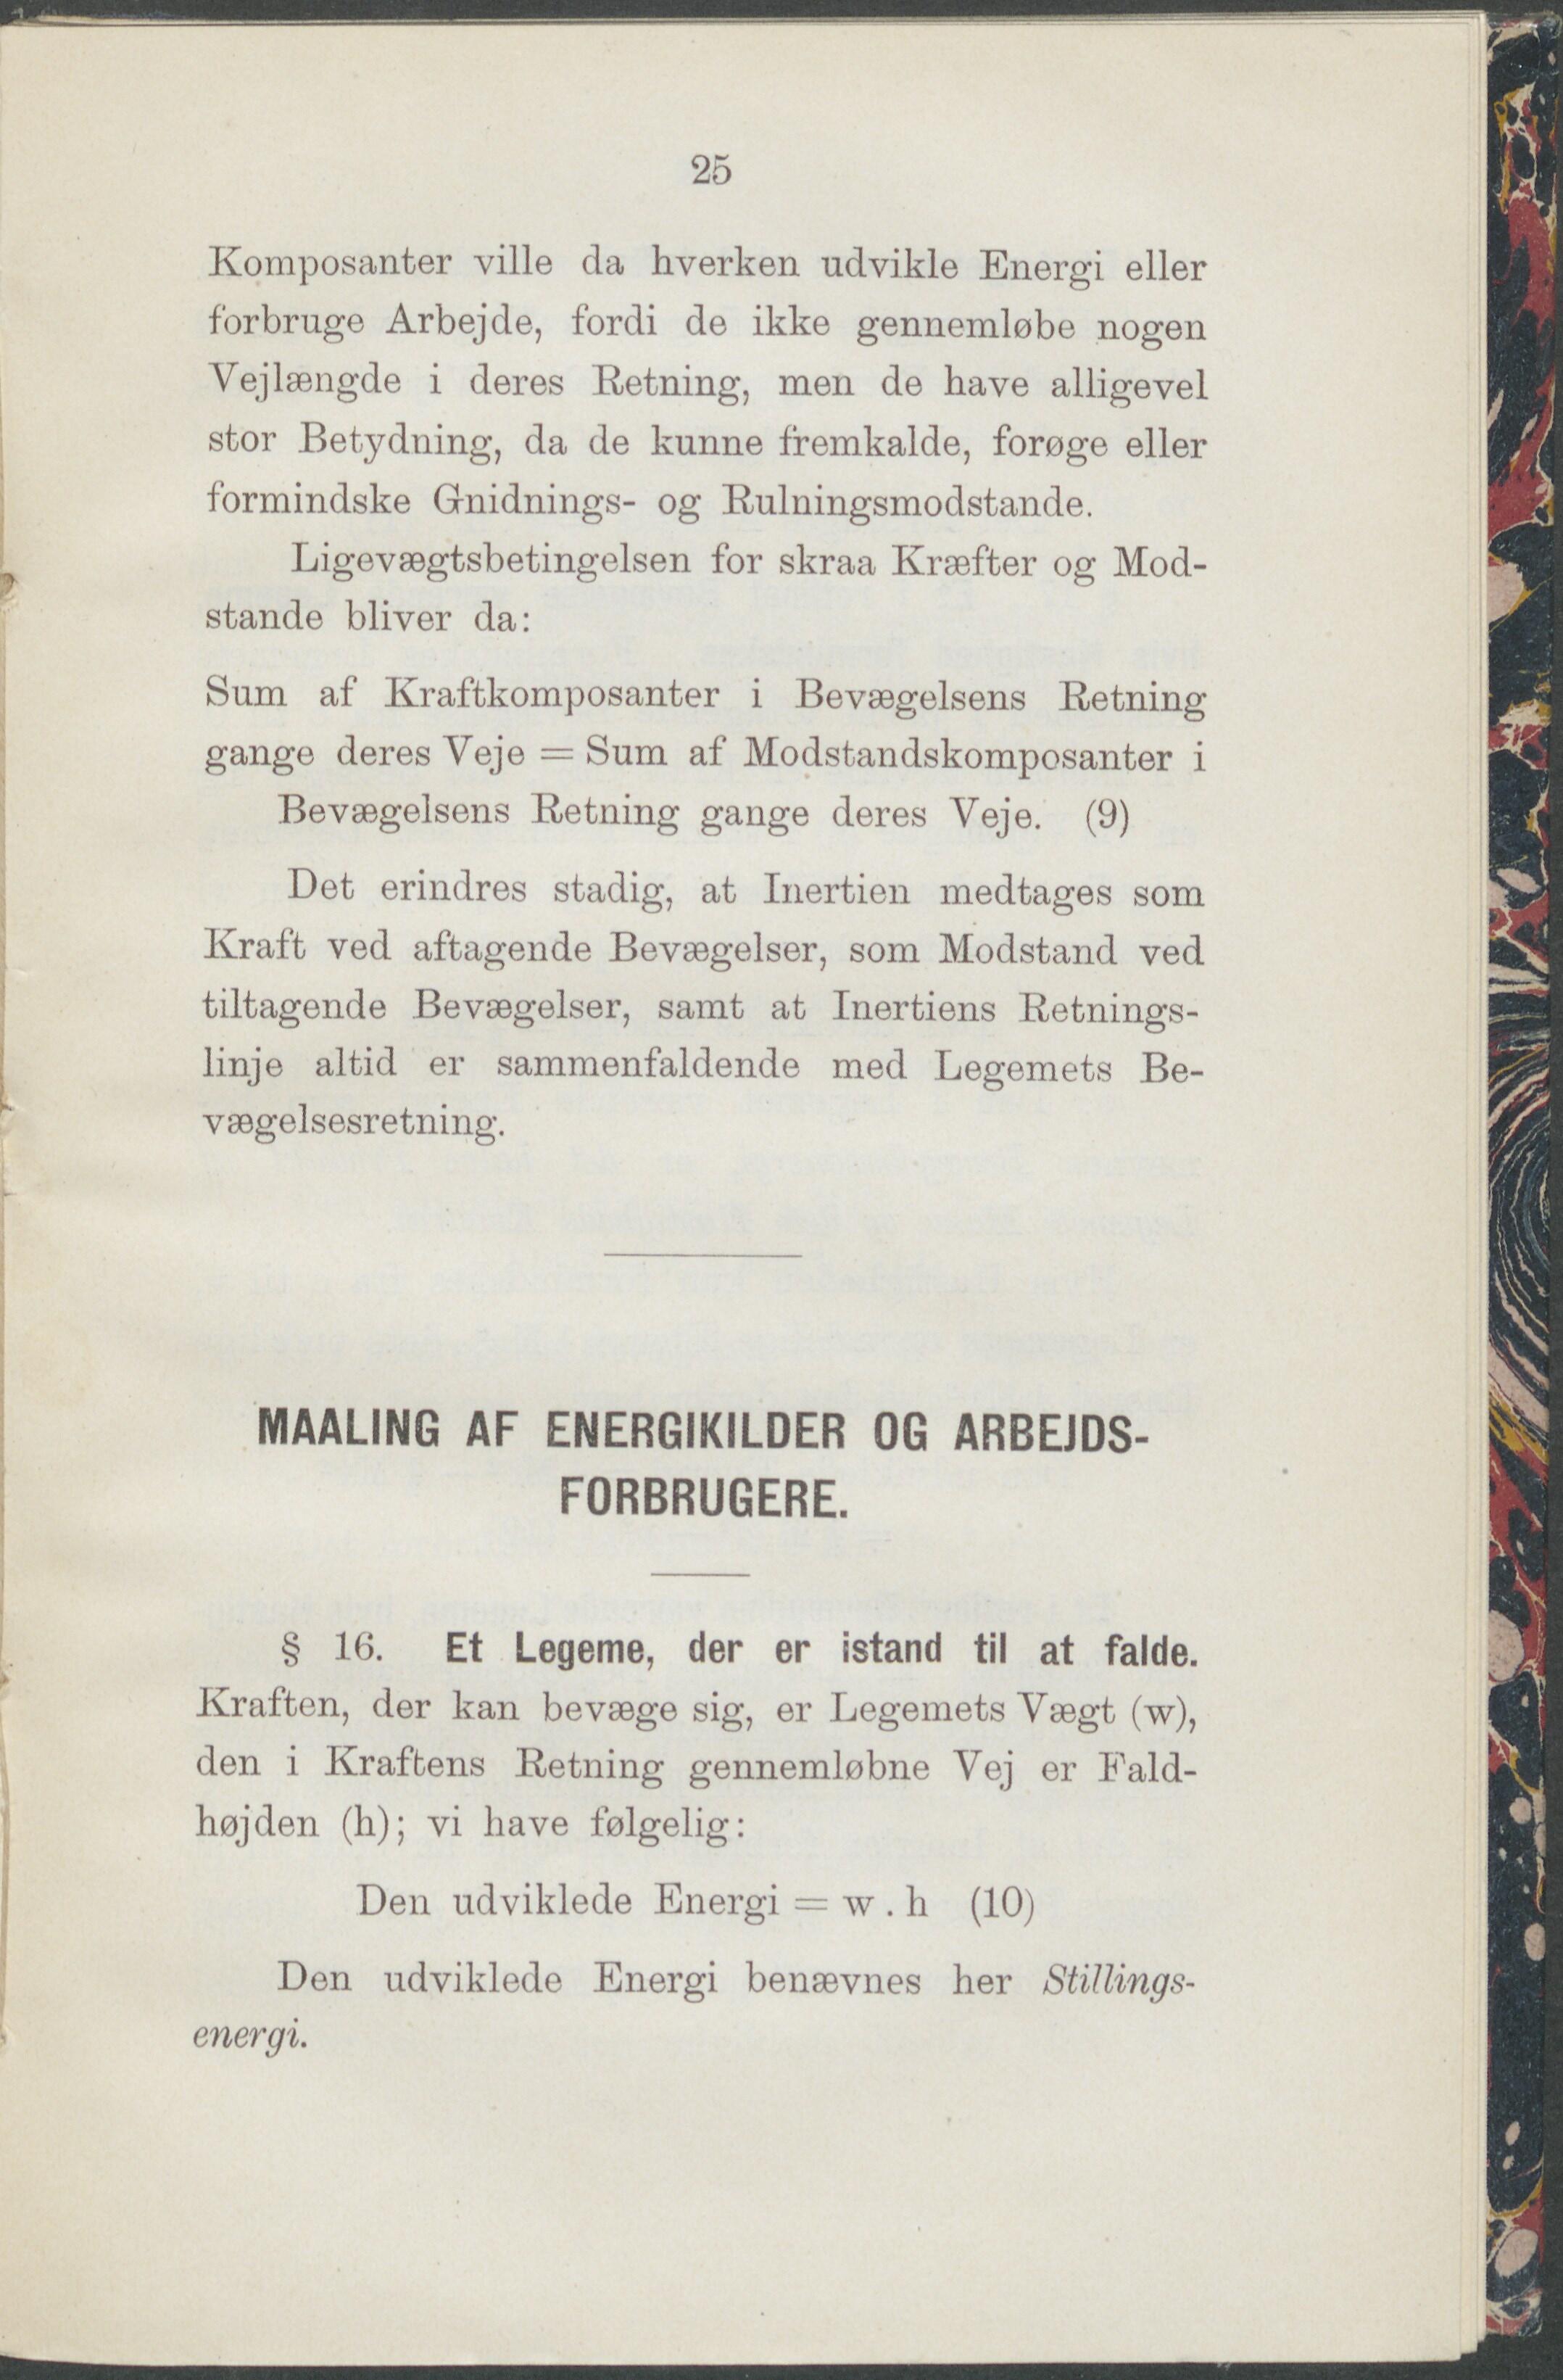 25
Komposanter ville da hverken udvikle Energi eller
forbruge Arbejde, fordi de ikke gennemløbe nogen
Vejlængde i deres Retning, men de have alligevel
stor Betydning, da de kunne fremkalde, forøge eller
formindske Gnidnings- og Rulningsmodstande.
Ligevægtsbetingelsen for skraa Kræfter og Mod-
stande bliver da:
Sum af Kraftkomposanter i Bevægelsens Retning
gange deres Veje = Sum af Modstandskomposanter i
Bevægelsens Retning gange deres Veje. (9)
Det erindres stadig, at Inertien medtages som
Kraft ved aftagende Bevægelser, som Modstand ved
tiltagende Bevægelser, samt at Inertiens Retnings-
linje altid er sammenfaldende med Legemets Be-
vægelsesretning.
MAALING AF ENERGIKILDER OG ARBEJDS-
FORBRUGERE.
§ 16. Et Legeme, der er istand til at falde.
Kraften, der kan bevæge sig, er Legemets Vægt (w),
den i Kraftens Retning gennemløbne Vej er Fald-
højden (h); vi have følgelig:
Den udviklede Energi = w . h (10)
Den udviklede Energi benævnes her Stillings-
energi.